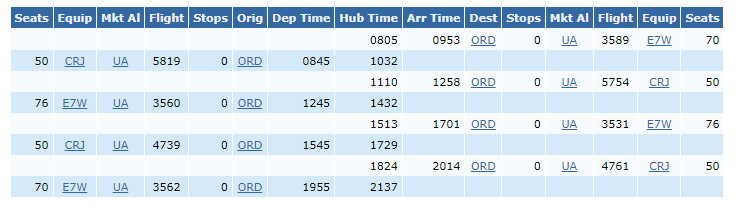 Seats Equip Mkt Al Flight Stops Orig Dep Time Hub Time Arr Time Dest Stops Mkt Al Flight Equip Seats
0805 0953 ORD 0 UA 3589 E7W 70
50 CRJ UA 5819 0 ORD 0845 1032
1110 1258 ORD 0 UA 5754 CRJ 50
76 E7W UA 3560 0 ORD 1245 1432
1513 1701 ORD 0 UA 3531 E7W 76
50 CRJ UA 4739 0 ORD 1545 1729
1824 2014 ORD 0 UA 4761 CRJ 50
70 E7W UA 3562 0 ORD 1955 2137